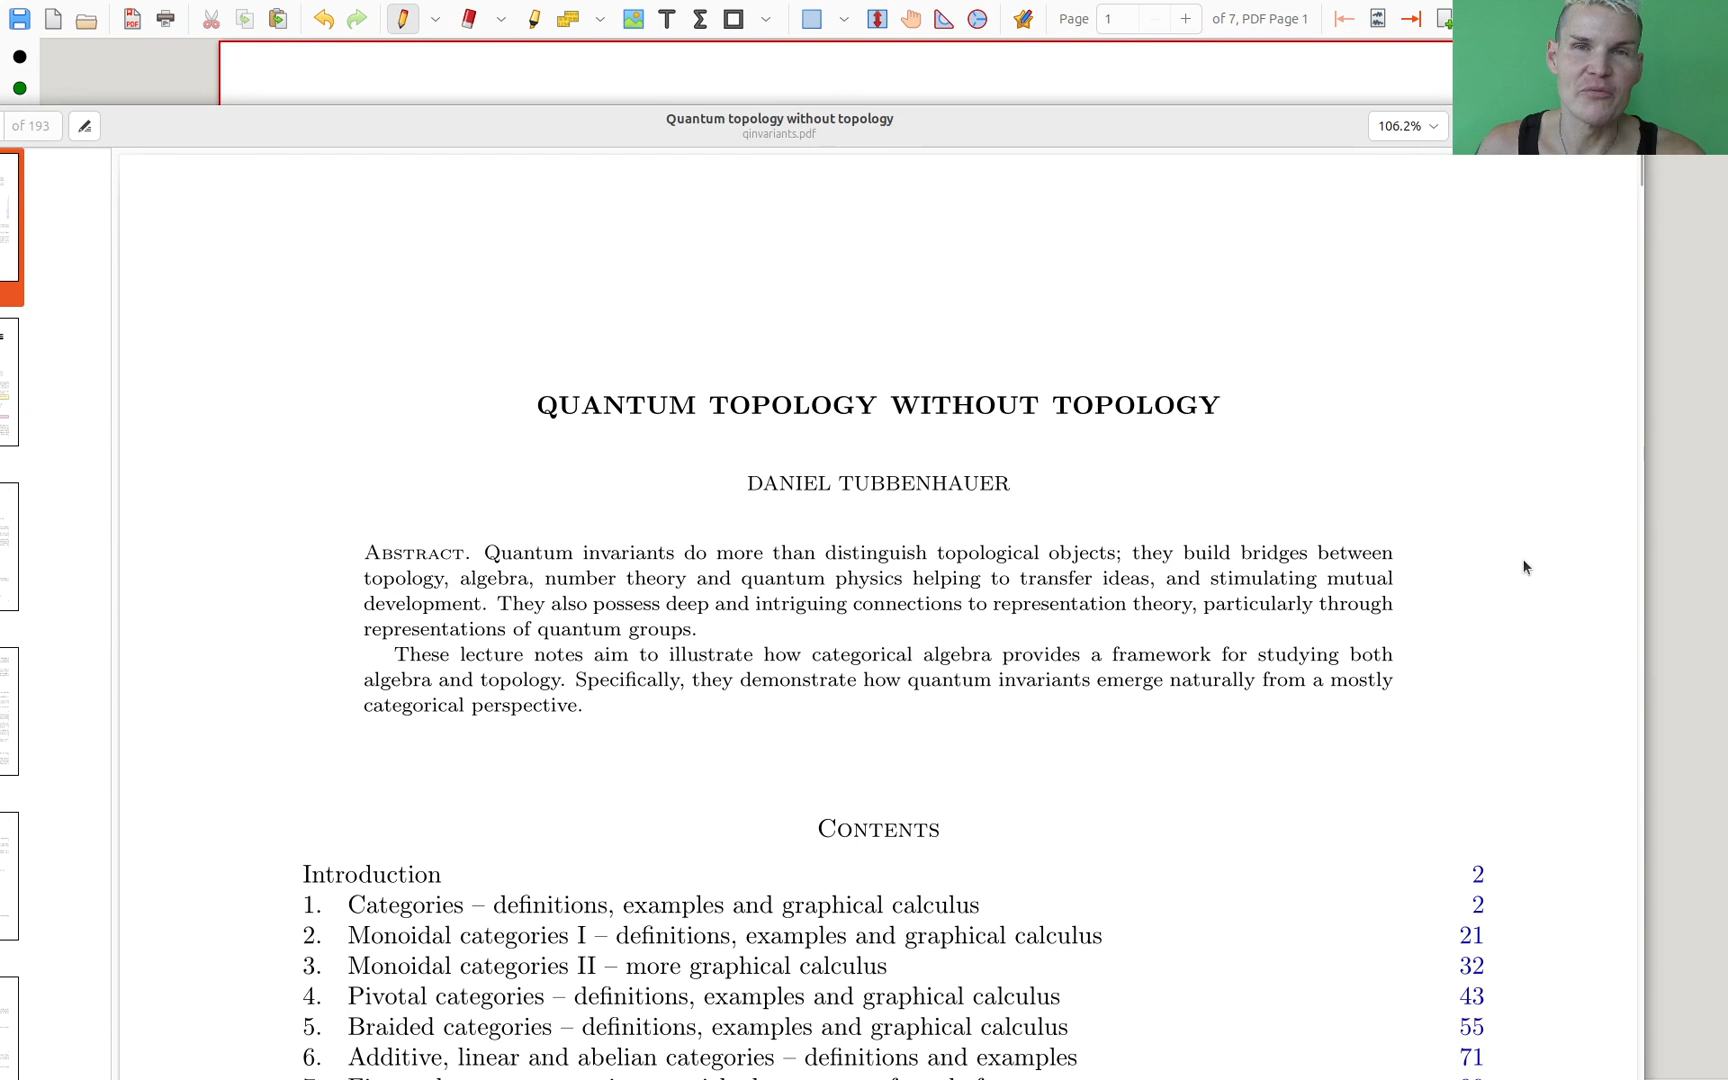 Page 1 of 7, PDF Page 1
of 193
Quantum topology without topology
qinvariants.pdf
106.2%
QUANTUM TOPOLOGY WITHOUT TOPOLOGY
DANIEL TUBBENHAUER
Abstract. Quantum invariants do more than distinguish topological objects; they build bridges between
topology, algebra, number theory and quantum physics helping to transfer ideas, and stimulating mutual
development. They also possess deep and intriguing connections to representation theory, particularly through
representations of quantum groups.
These lecture notes aim to illustrate how categorical algebra provides a framework for studying both
algebra and topology. Specifically, they demonstrate how quantum invariants emerge naturally from a mostly
categorical perspective.
Contents
Introduction 2
1. Categories – definitions, examples and graphical calculus 2
2. Monoidal categories I – definitions, examples and graphical calculus 21
3. Monoidal categories II – more graphical calculus 32
4. Pivotal categories – definitions, examples and graphical calculus 43
5. Braided categories – definitions, examples and graphical calculus 55
6. Additive, linear and abelian categories – definitions and examples 71